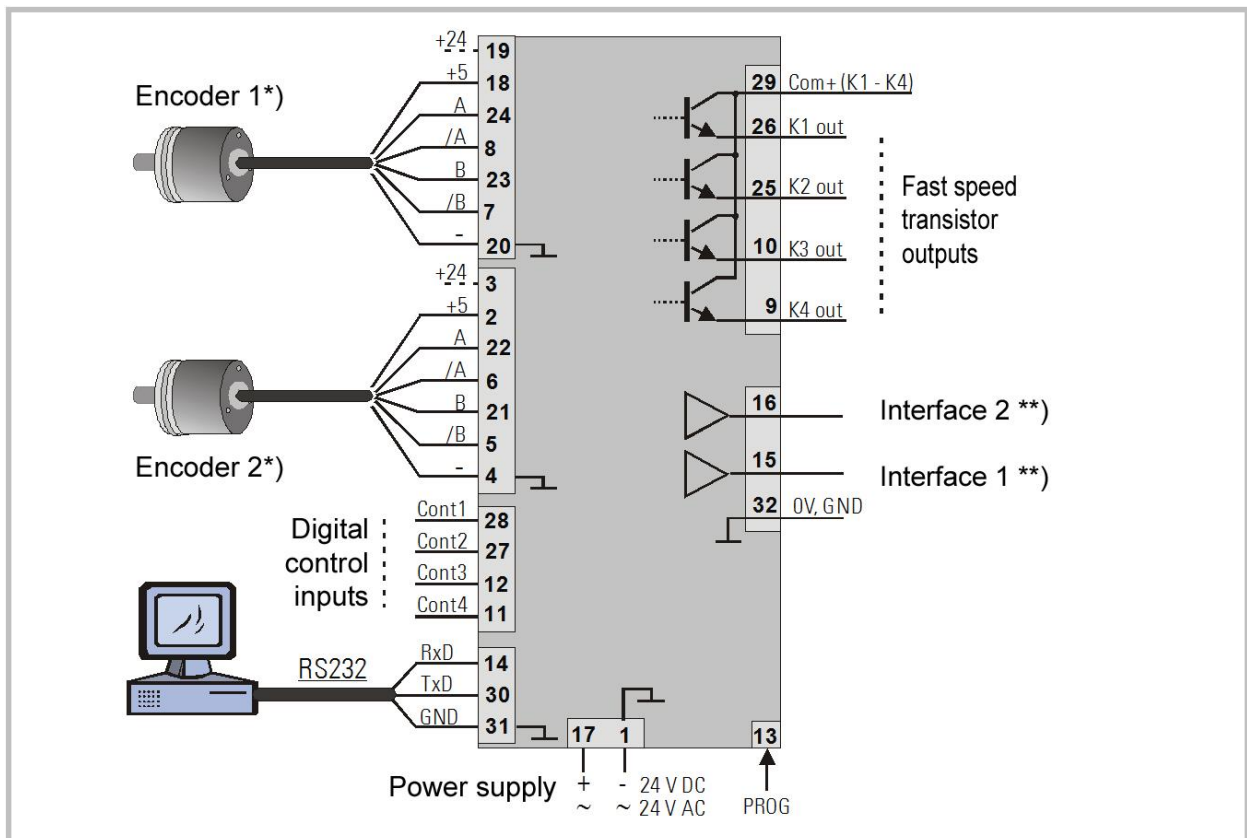 Encoder 1*)
+24 19
+5 18
A 24
/A 8
B 23
/B 7
- 20
Encoder 2*)
+24 3
+5 2
A 22
/A 6
B 21
/B 5
- 4
Digital
control
inputs
Cont1 28
Cont2 27
Cont3 12
Cont4 11
RS232
RxD 14
TxD 30
GND 31
29 Com+ (K1 - K4)
26 K1 out
25 K2 out
10 K3 out
9 K4 out
Fast speed
transistor
outputs
16 Interface 2 **)
15 Interface 1 **)
32 0V, GND
17 1
Power supply + - 24 V DC
~ ~ 24 V AC
13
PROG